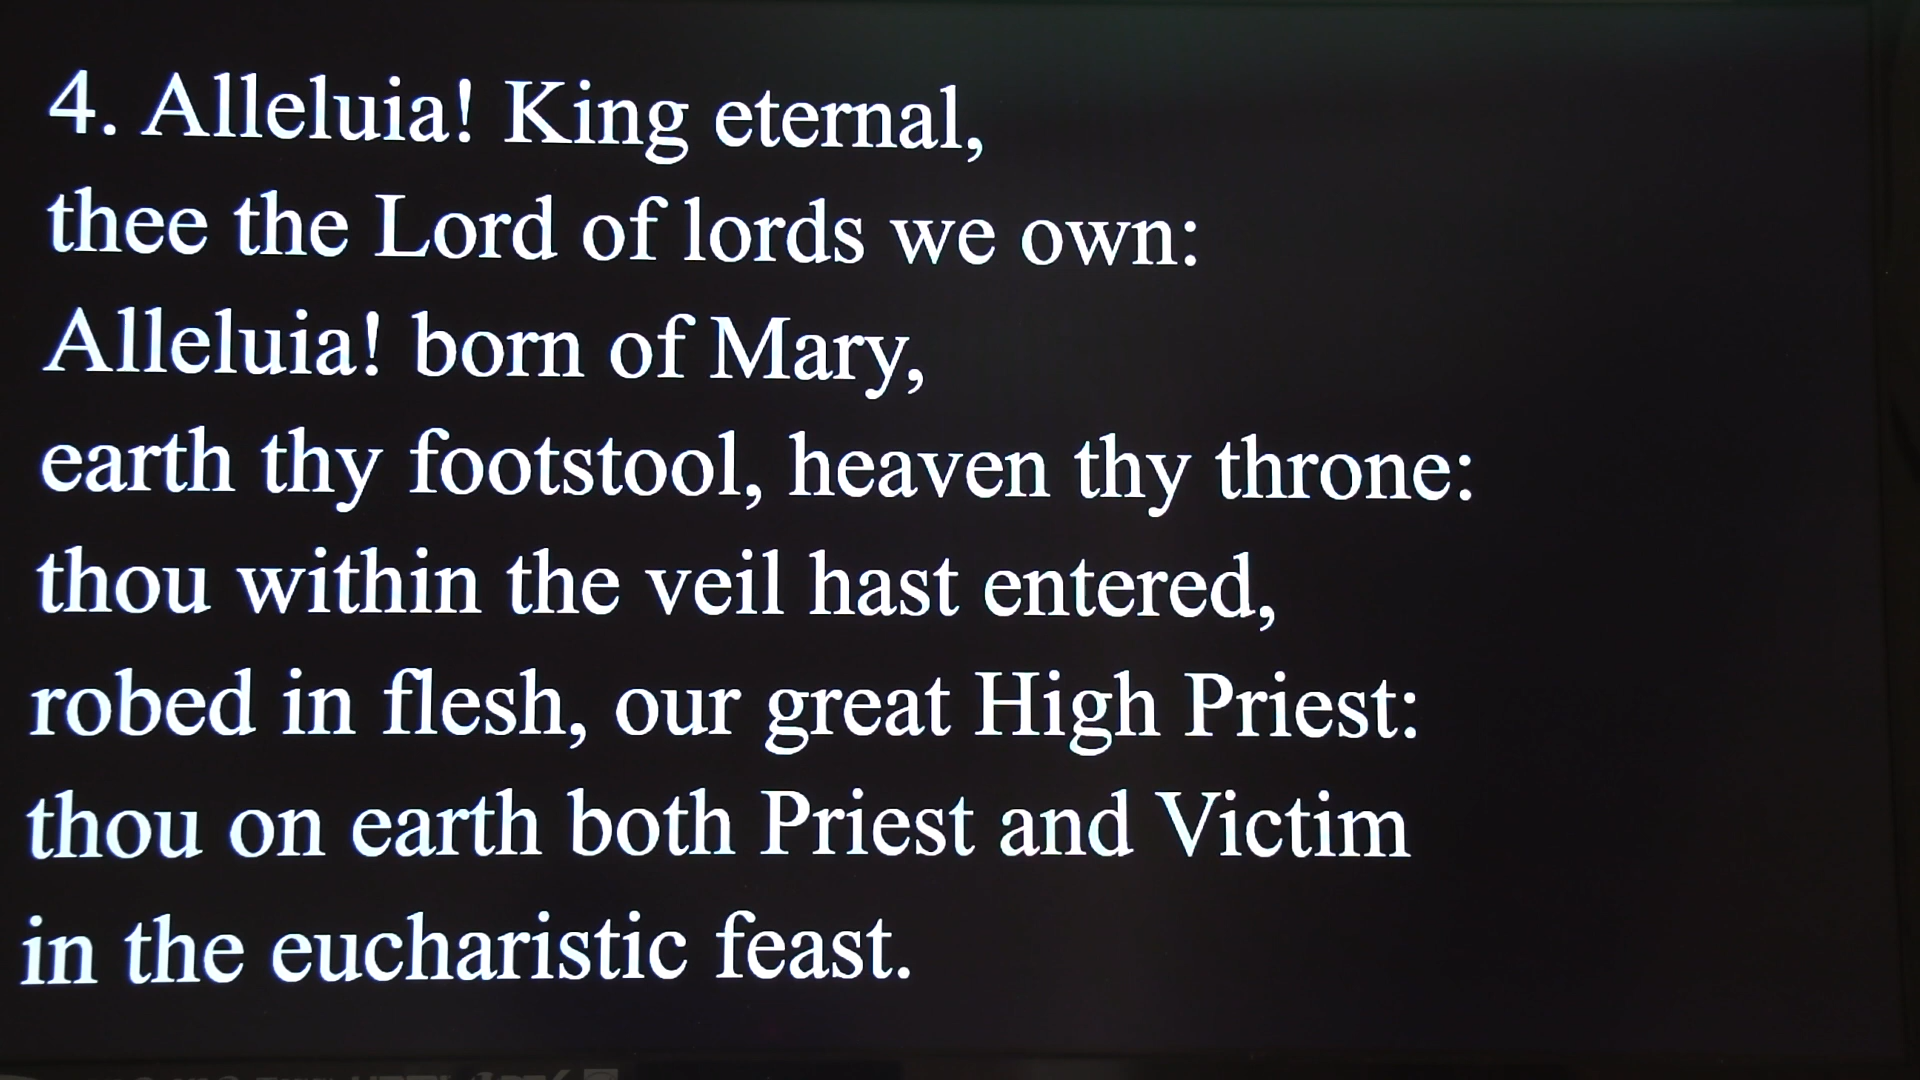 4. Alleluia! King eternal,
thee the Lord of lords we own:
Alleluia! born of Mary,
earth thy footstool, heaven thy throne:
thou within the veil hast entered,
robed in flesh, our great High Priest:
thou on earth both Priest and Victim
in the eucharistic feast.